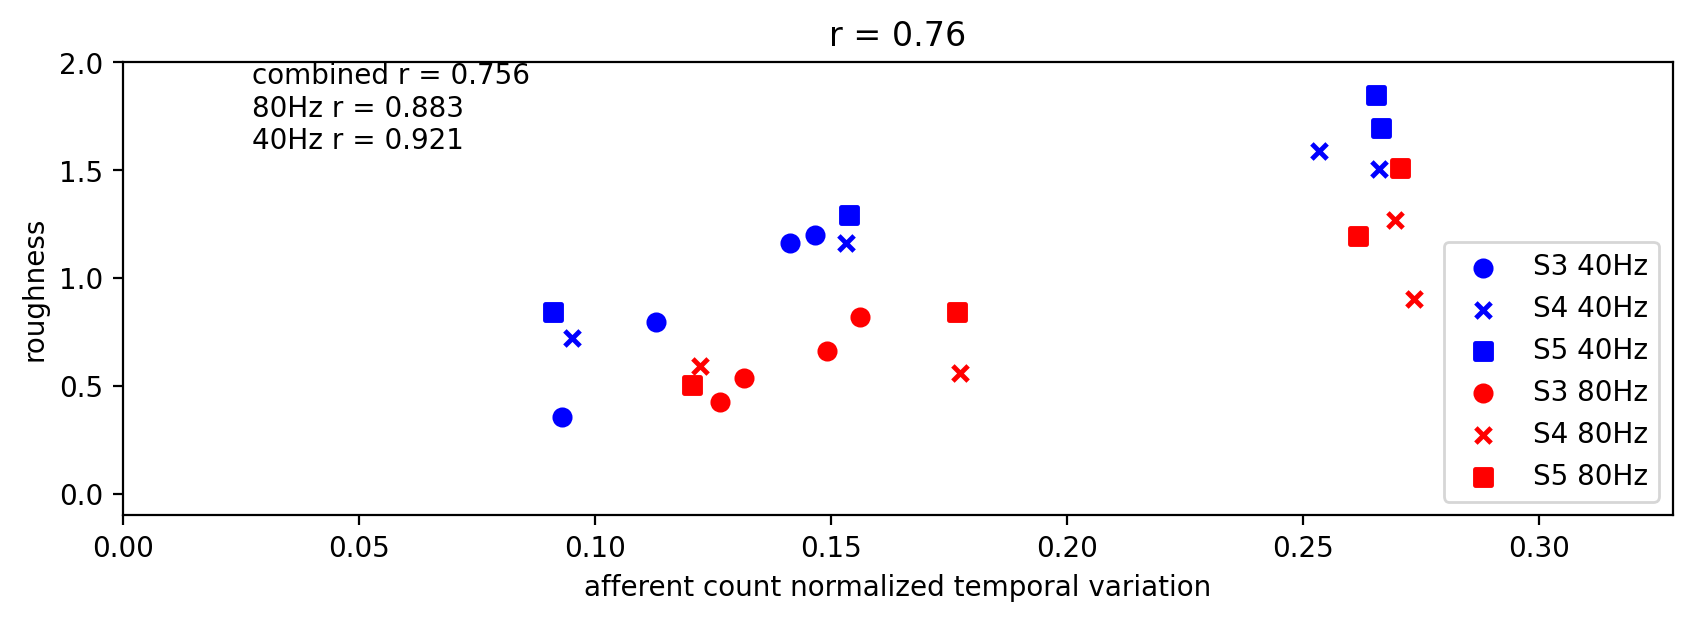 r = 0.76
combined r = 0.756
80Hz r = 0.883
40Hz r = 0.921
2.0
1.5
1.0
0.5
0.0
roughness
0.00 0.05 0.10 0.15 0.20 0.25 0.30
afferent count normalized temporal variation
S3 40Hz
S4 40Hz
S5 40Hz
S3 80Hz
S4 80Hz
S5 80Hz